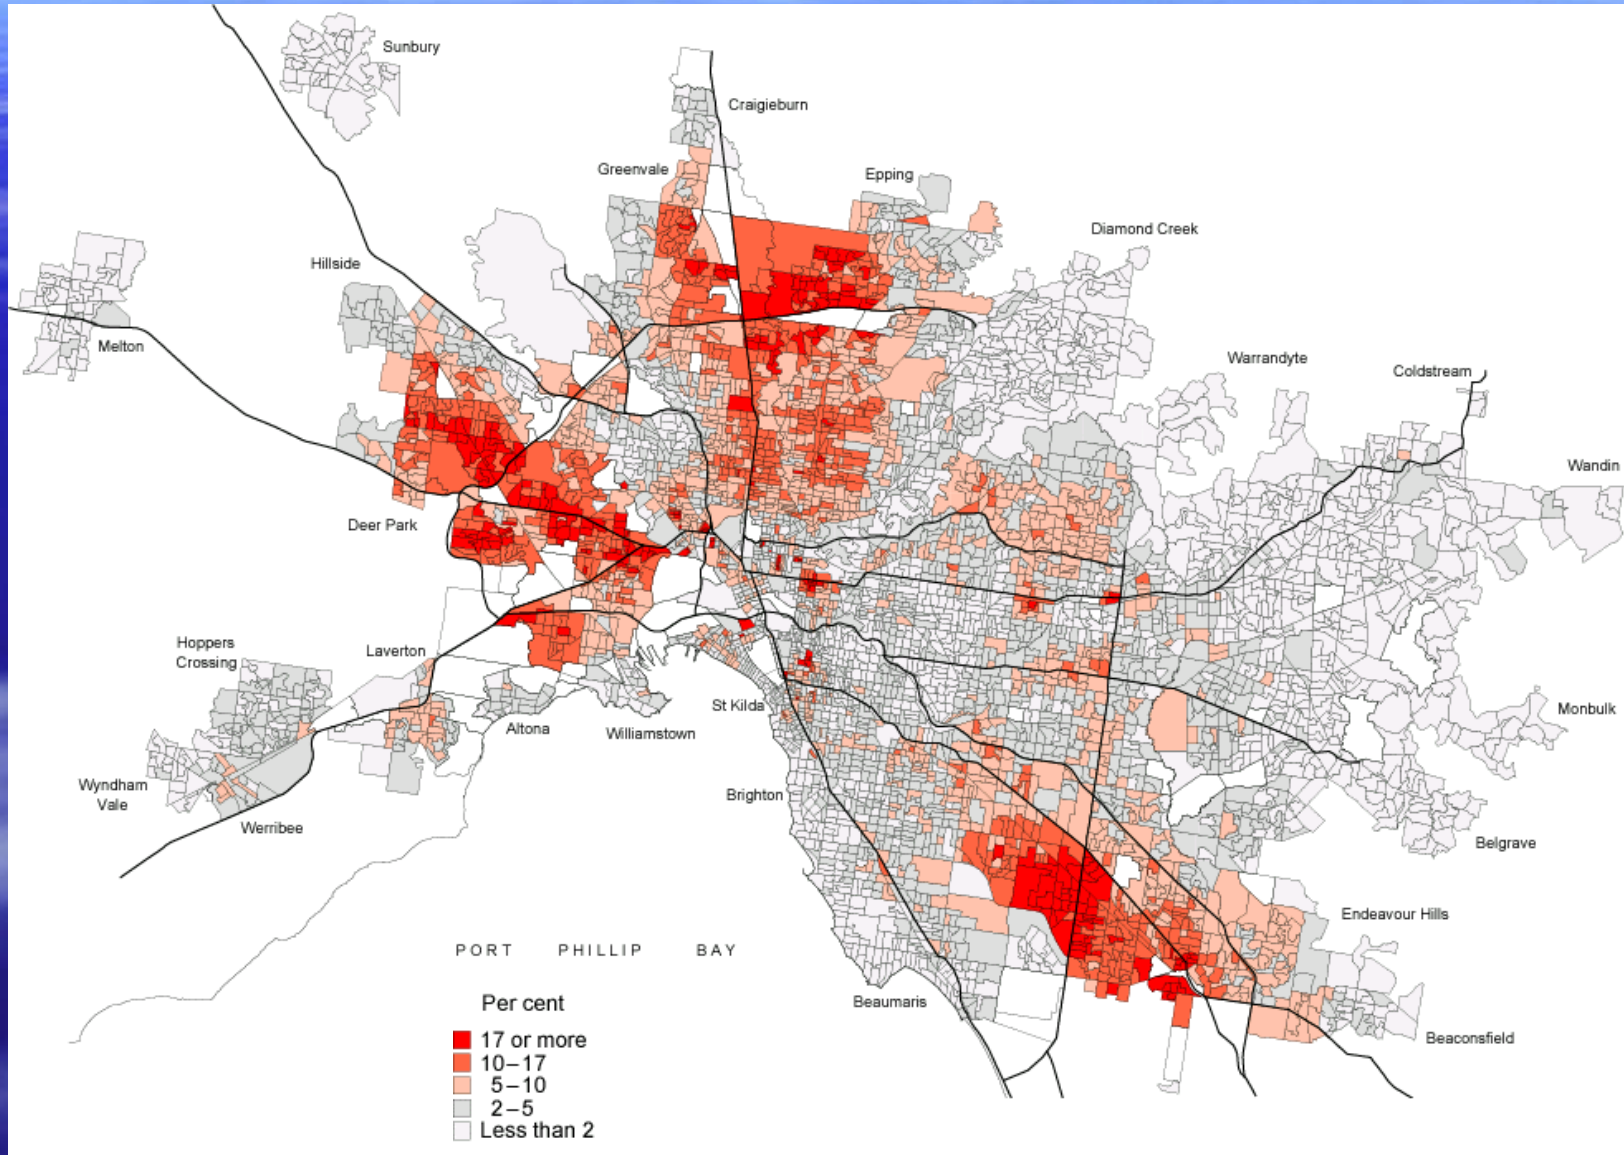 Sunbury
Craigieburn
Greenvale
Epping
Diamond Creek
Hillside
Melton
Warrandyte
Coldstream
Wandin
Deer Park
Hoppers
Crossing
Laverton
Altona
Williamstown
St Kilda
Monbulk
Wyndham
Vale
Werribee
Brighton
Belgrave
Endeavour Hills
PORT PHILLIP BAY
Beaumaris
Beaconsfield
Per cent
17 or more
10–17
5–10
2–5
Less than 2